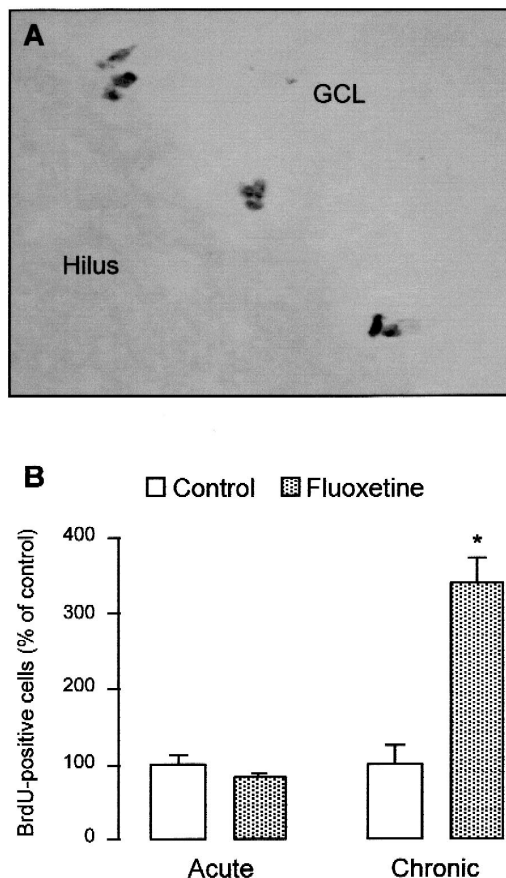 A
GCL
Hilus
B
Control Fluoxetine
BrdU-positive cells (% of control)
400
*
300
200
100
0
Acute Chronic